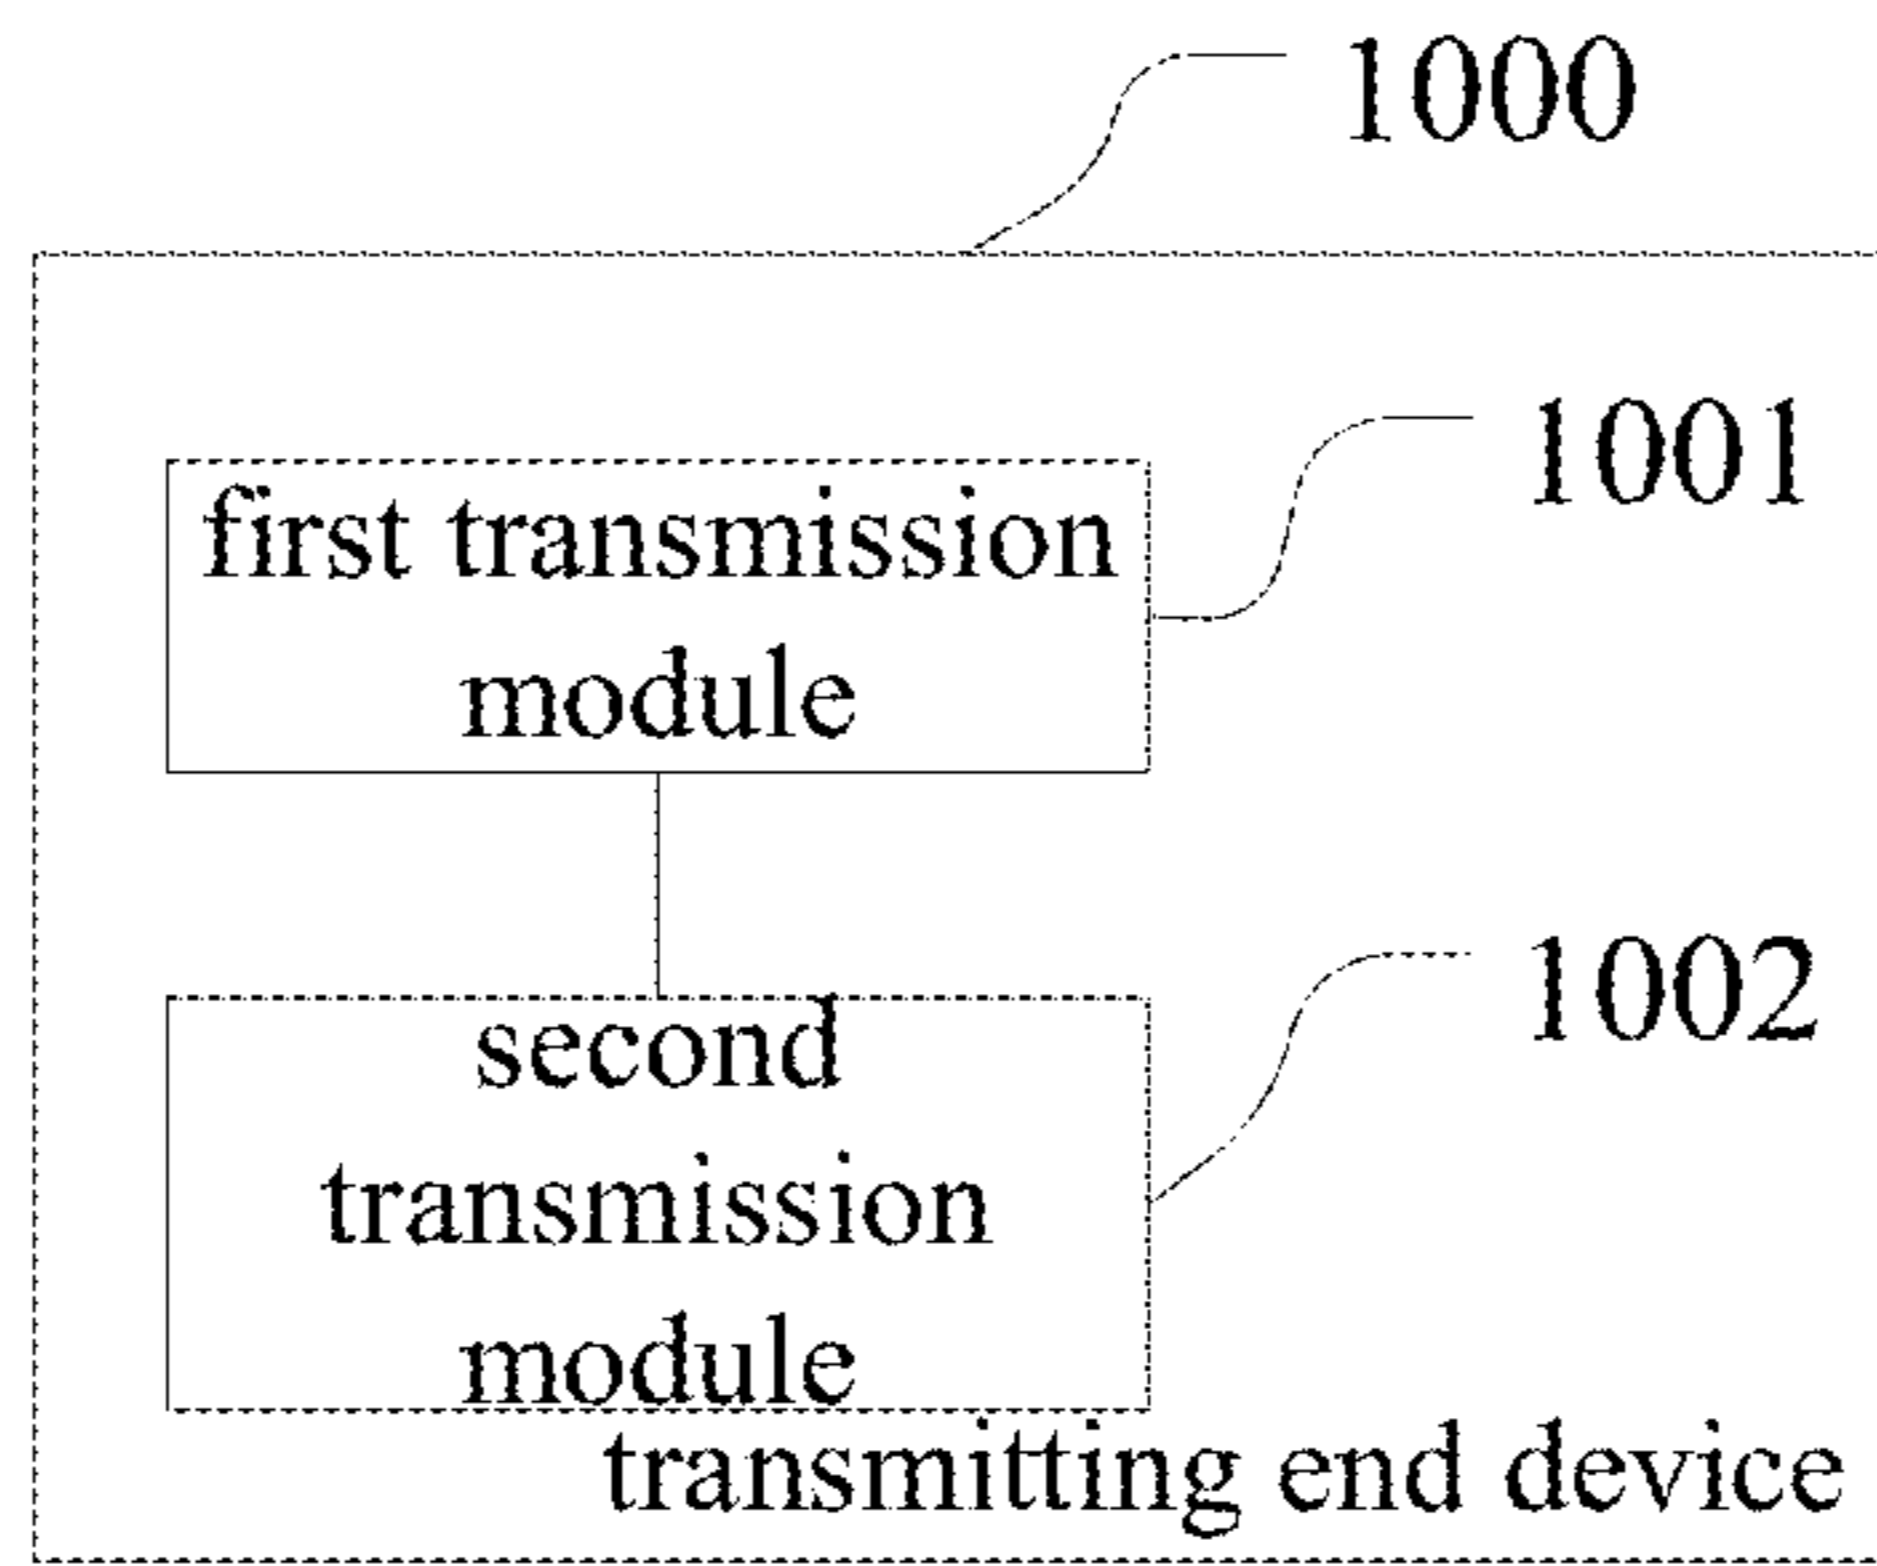 1000
1001
first transmission
module
1002
second
transmission
module
transmitting end device